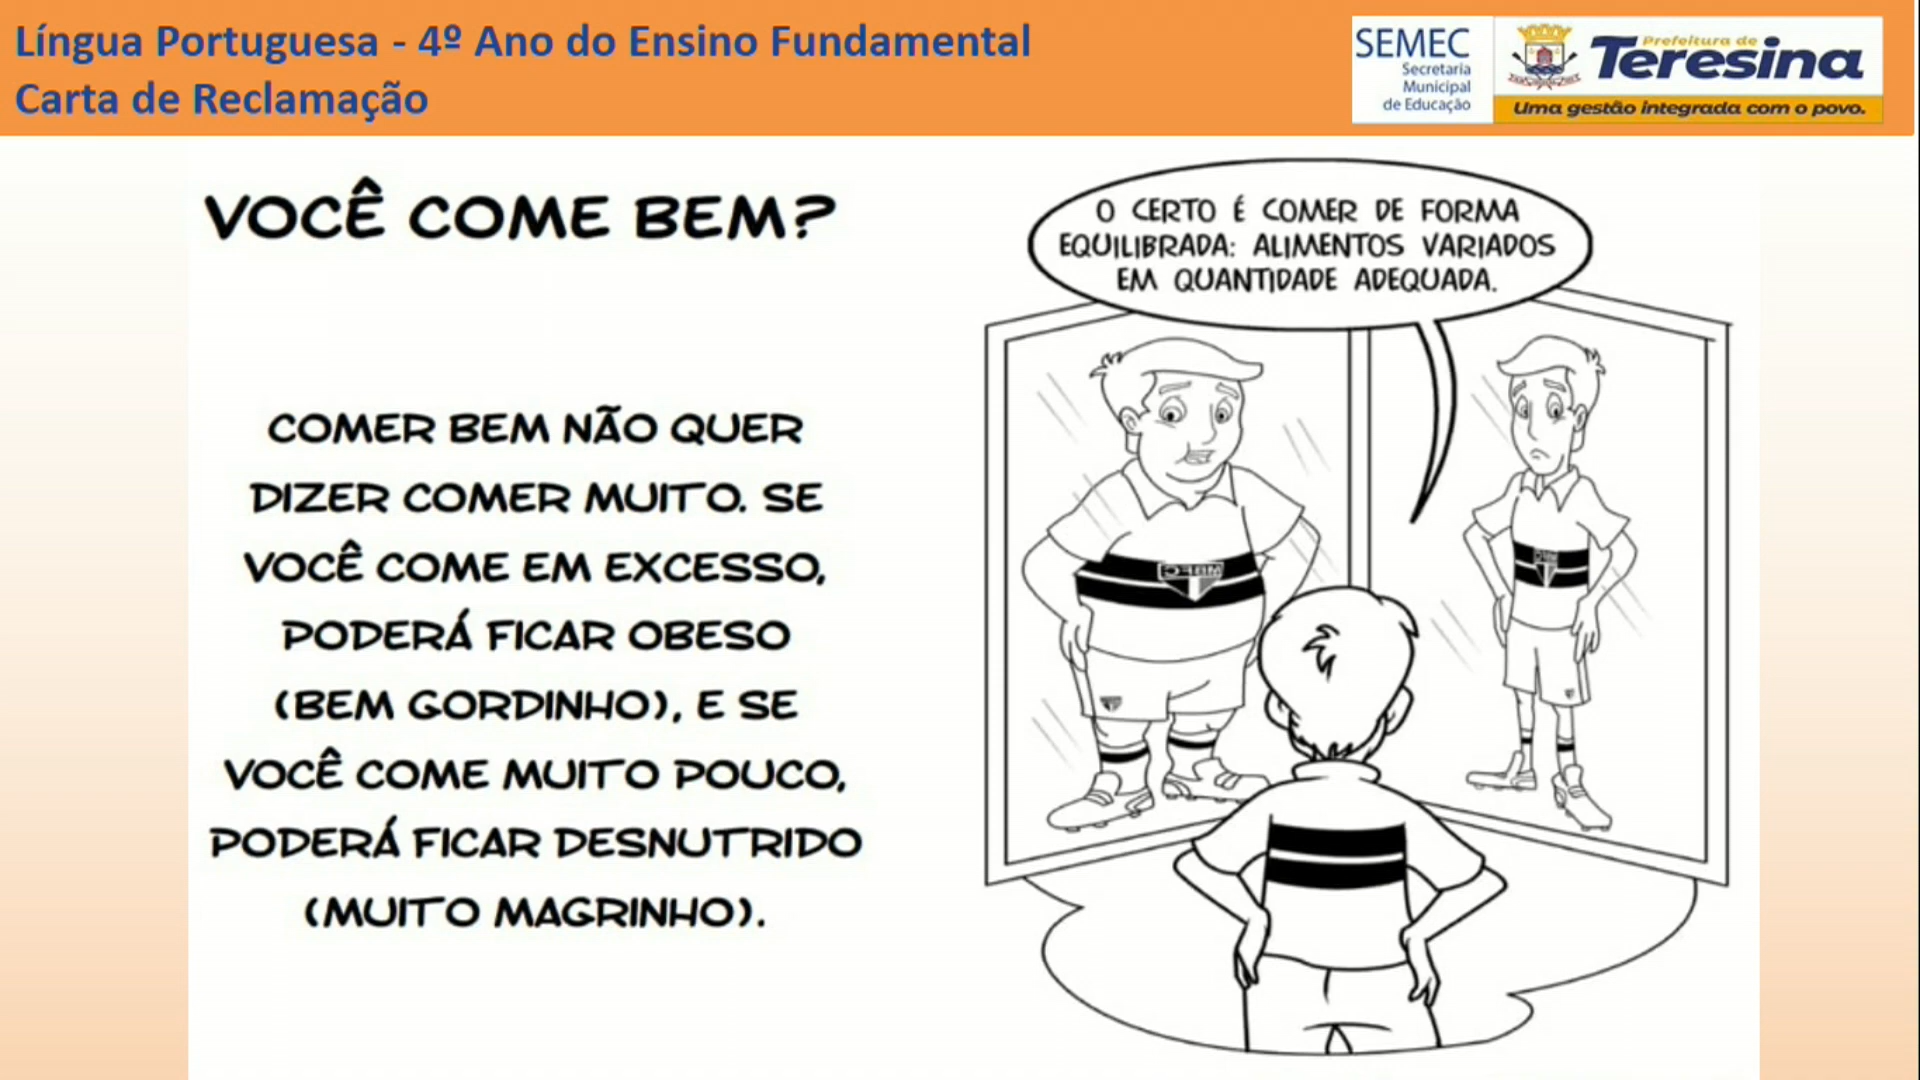 Língua Portuguesa - 4º Ano do Ensino Fundamental
Carta de Reclamação
SEMEC
Secretaria
Municipal
de Educação
Prefeitura de
Teresina
Uma gestão integrada com o povo.
VOCÊ COME BEM?
COMER BEM NÃO QUER
DIZER COMER MUITO. SE
VOCÊ COME EM EXCESSO,
PODERÁ FICAR OBESO
(BEM GORDINHO), E SE
VOCÊ COME MUITO POUCO,
PODERÁ FICAR DESNUTRIDO
(MUITO MAGRINHO).
O CERTO É COMER DE FORMA
EQUILIBRADA: ALIMENTOS VARIADOS
EM QUANTIDADE ADEQUADA.